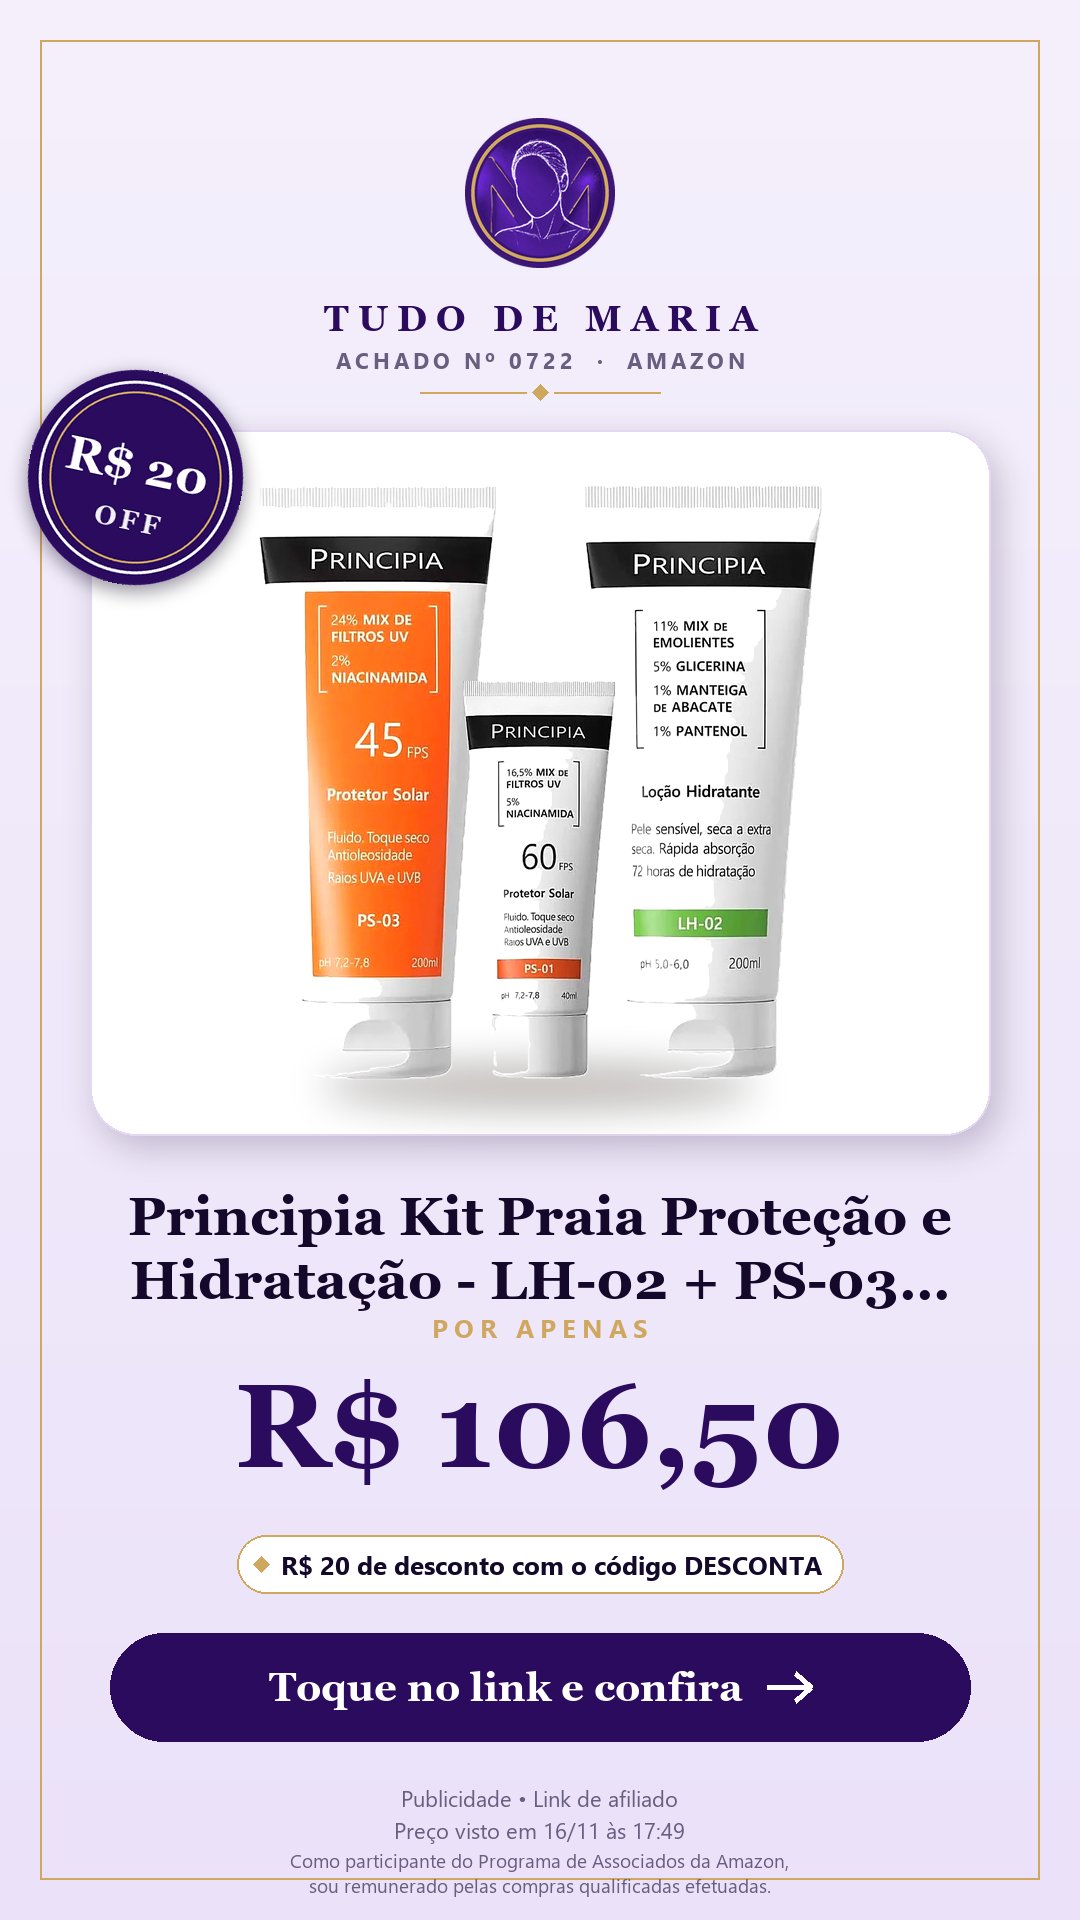 TUDO DE MARIA
ACHADO Nº 0722 · AMAZON
R$ 20
OFF
PRINCIPIA
24% MIX DE
FILTROS UV
2%
NIACINAMIDA
45 FPS
Protetor Solar
Fluido. Toque seco
Antioleosidade
Raios UVA e UVB
PS-03
pH 7,2-7,8 200ml
PRINCIPIA
16,5% MIX DE
FILTROS UV
5%
NIACINAMIDA
60 FPS
Protetor Solar
Fluido. Toque seco
Antioleosidade
Raios UVA e UVB
PS-01
pH 7,2-7,8 40ml
PRINCIPIA
11% MIX DE
EMOLIENTES
5% GLICERINA
1% MANTEIGA
DE ABACATE
1% PANTENOL
Loção Hidratante
Pele sensível, seca a extra
seca. Rápida absorção
72 horas de hidratação
LH-02
pH 5,0-6,0 200ml
Principia Kit Praia Proteção e
Hidratação - LH-02 + PS-03...
POR APENAS
R$ 106,50
R$ 20 de desconto com o código DESCONTA
Toque no link e confira →
Publicidade • Link de afiliado
Preço visto em 16/11 às 17:49
Como participante do Programa de Associados da Amazon,
sou remunerado pelas compras qualificadas efetuadas.